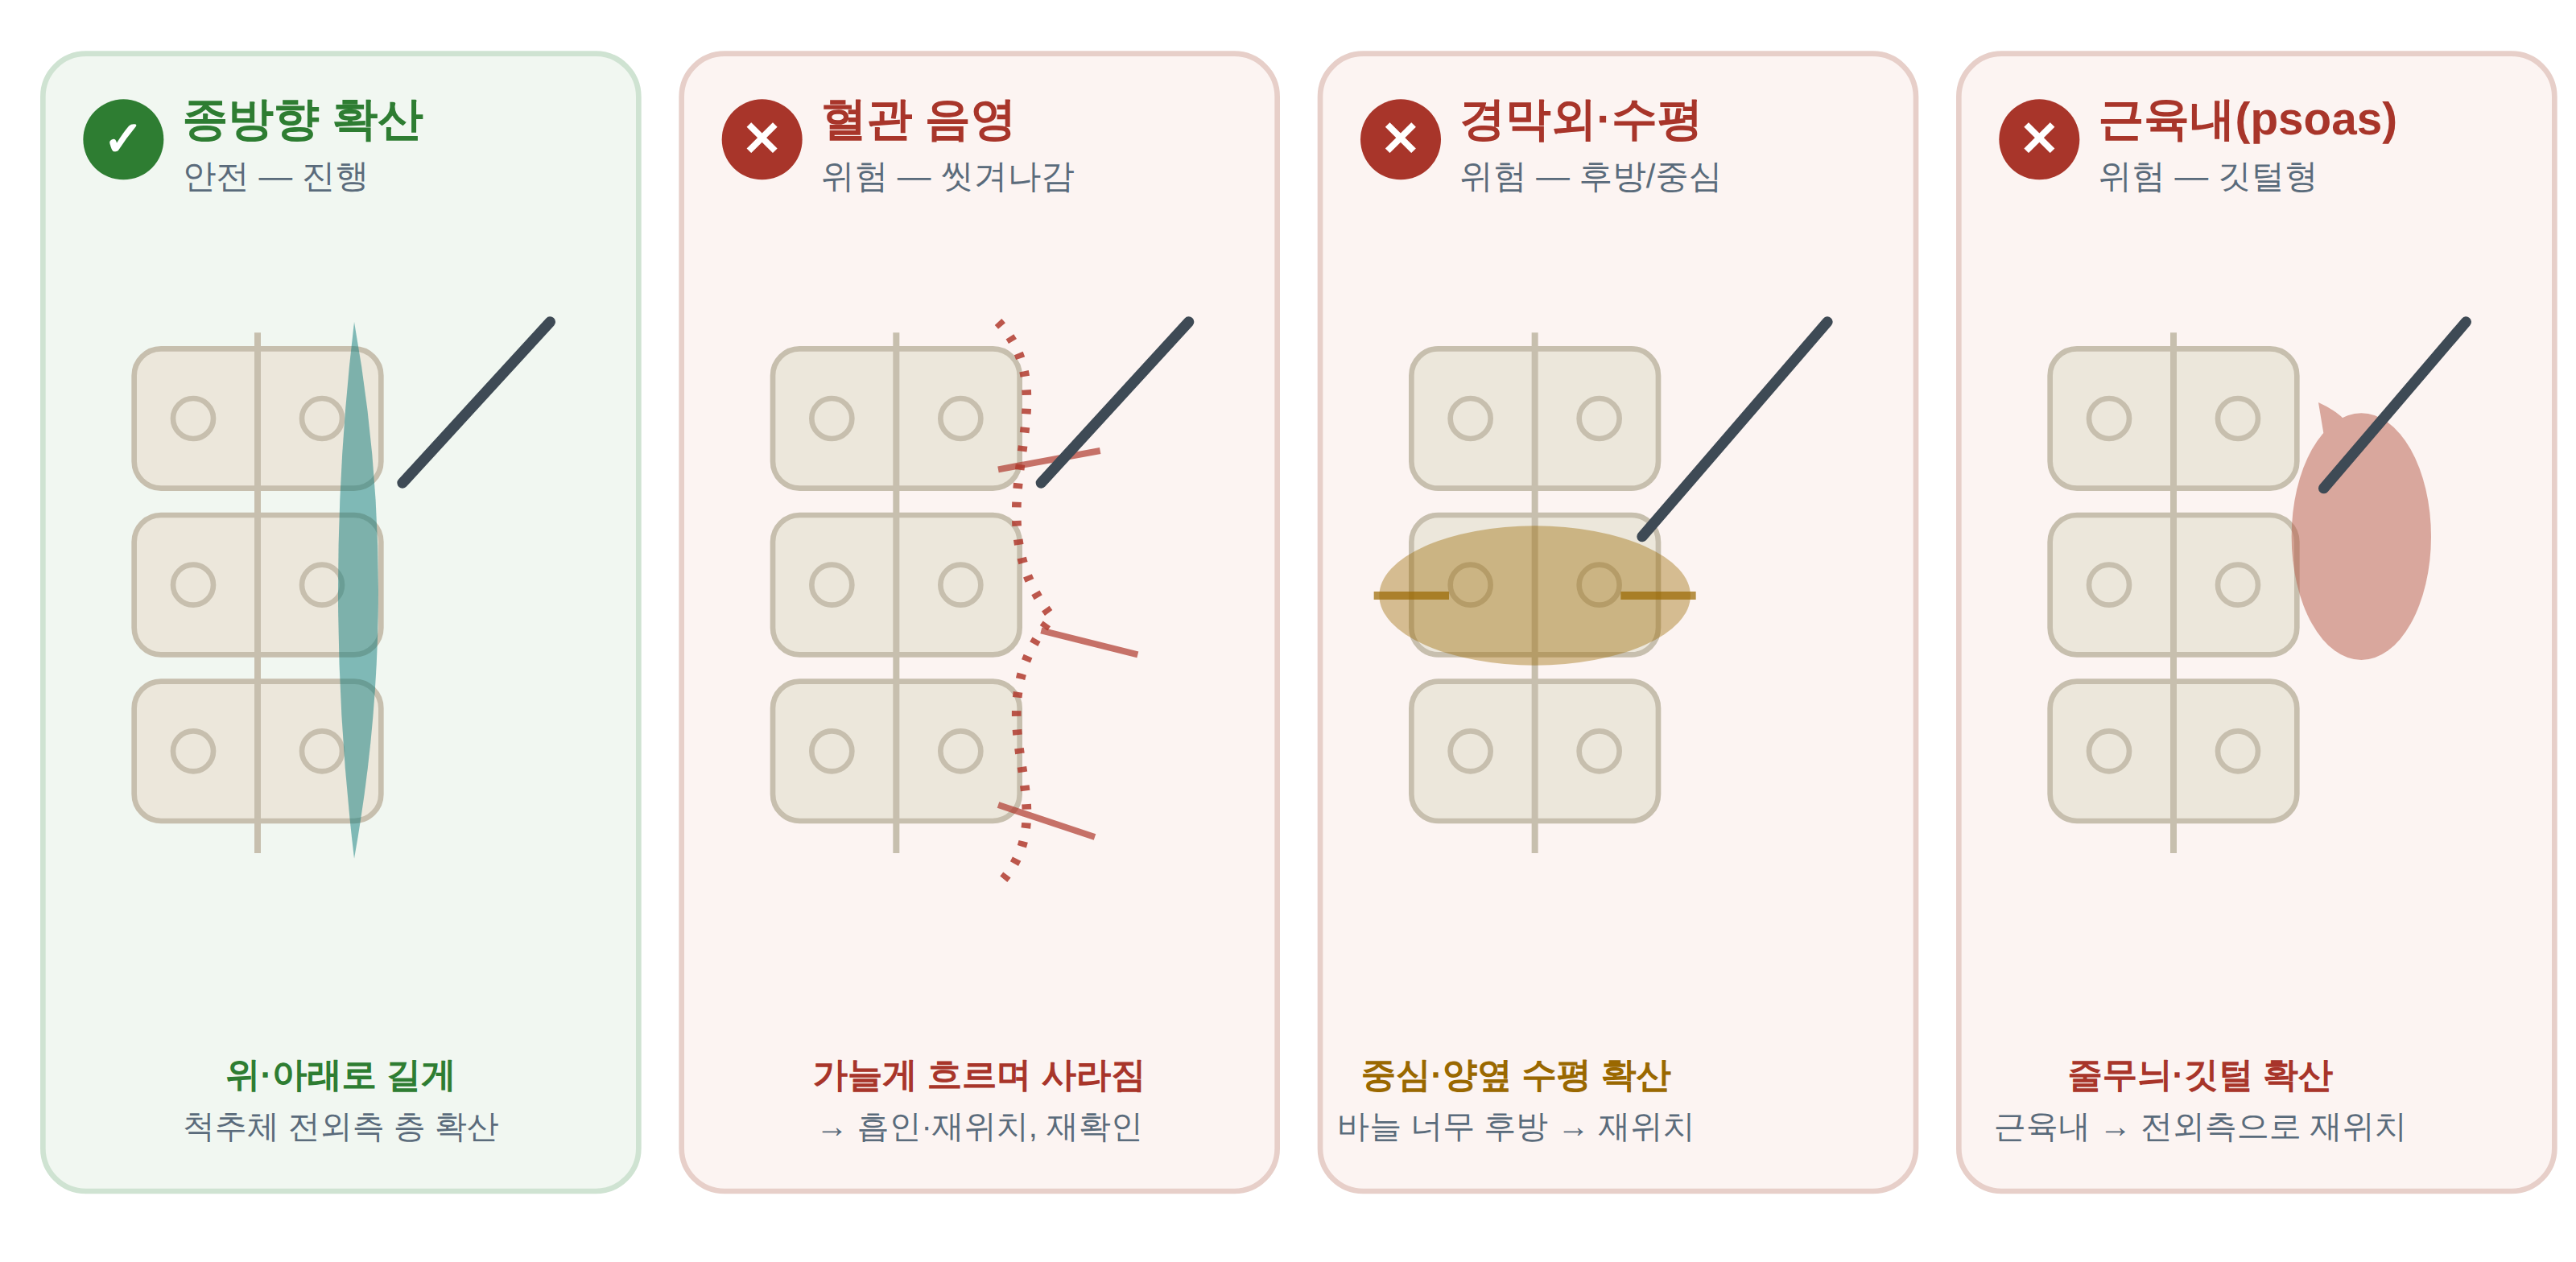 ✓ 종방향 확산
안전 — 진행
✕ 혈관 음영
위험 — 씻겨나감
✕ 경막외·수평
위험 — 후방/중심
✕ 근육내(psoas)
위험 — 깃털형
위·아래로 길게
척추체 전외측 층 확산
가늘게 흐르며 사라짐
→ 흡인·재위치, 재확인
중심·양옆 수평 확산
바늘 너무 후방 → 재위치
줄무늬·깃털 확산
근육내 → 전외측으로 재위치